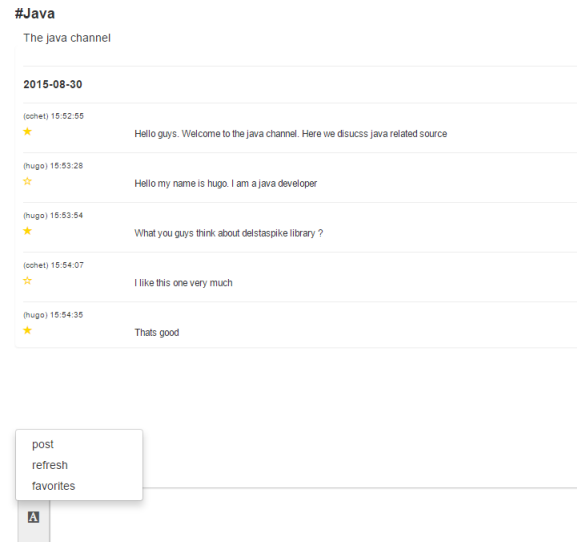 #Java
The java channel
2015-08-30
(cchet) 15:52:55
Hello guys. Welcome to the java channel. Here we disucss java related source
(hugo) 15:53:28
Hello my name is hugo. I am a java developer
(hugo) 15:53:54
What you guys think about delstaspike library ?
(cchet) 15:54:07
I like this one very much
(hugo) 15:54:35
Thats good
post
refresh
favorites
A